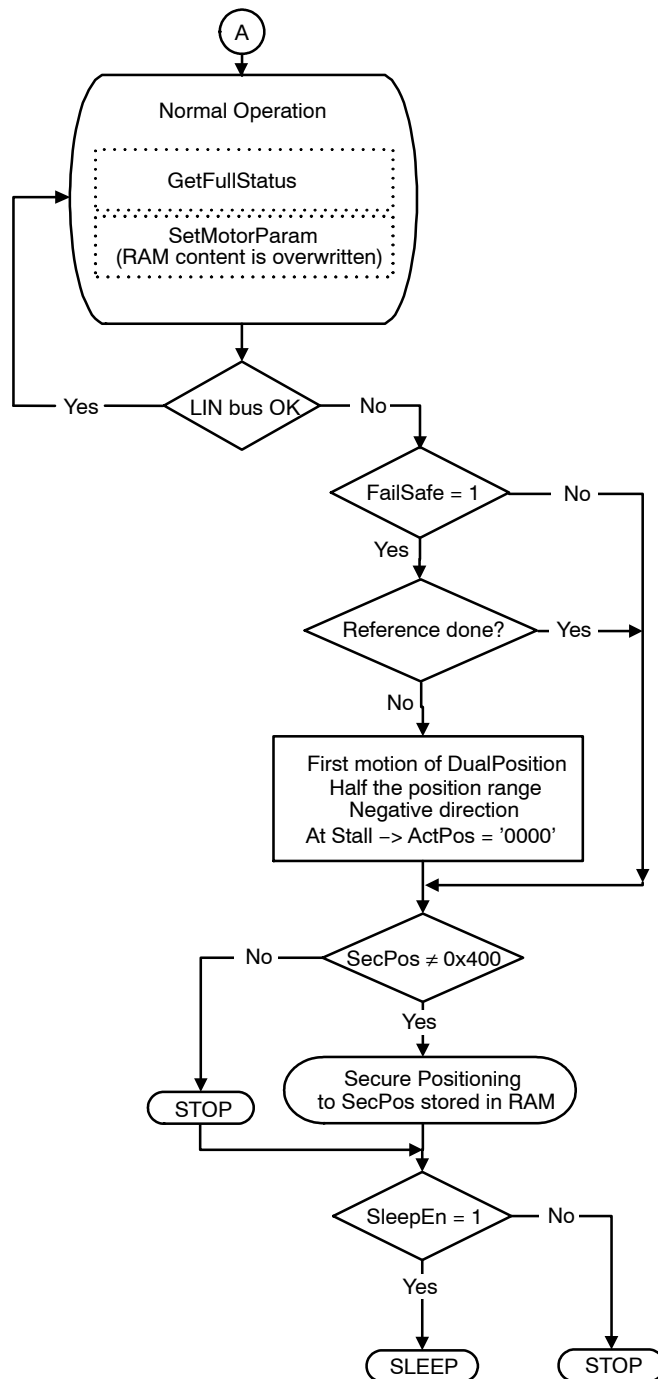 A
Normal Operation
GetFullStatus
SetMotorParam
(RAM content is overwritten)
Yes
LIN bus OK
No
FailSafe = 1
No
Yes
Reference done?
Yes
No
First motion of DualPosition
Half the position range
Negative direction
At Stall −> ActPos = ’0000’
No
SecPos ≠ 0x400
Yes
Secure Positioning
to SecPos stored in RAM
STOP
SleepEn = 1
No
Yes
SLEEP
STOP